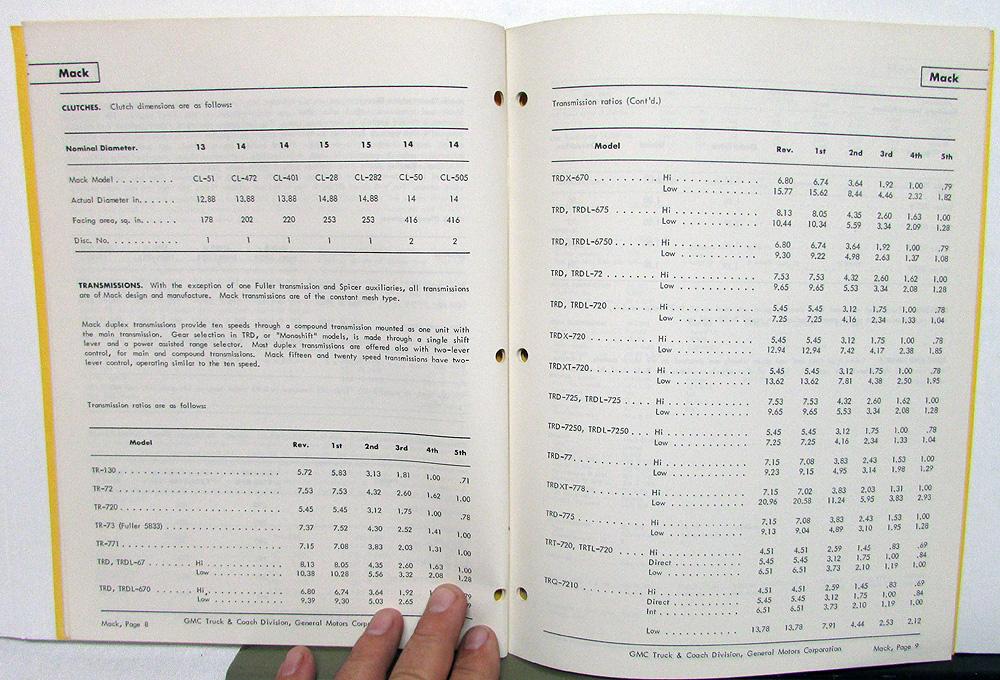 Mack
CLUTCHES. Clutch dimensions are as follows:
Nominal Diameter. 13 14 14 15 15 14 14
Mack Model . . . . . . . . . CL-51 CL-472 CL-401 CL-28 CL-282 CL-50 CL-505
Actual Diameter in. . . . . . . 12.88 13.88 13.88 14.88 14.88 14 14
Facing area, sq. in. . . . . . 178 202 220 253 253 416 416
Disc. No. . . . . . . . . . . 1 1 1 1 1 2 2
TRANSMISSIONS. With the exception of one Fuller transmission and Spicer auxiliaries, all transmissions
are of Mack design and manufacture. Mack transmissions are of the constant mesh type.
Mack duplex transmissions provide ten speeds through a compound transmission mounted as one unit with
the main transmission. Gear selection in TRD, or "Monoshift" models, is made through a single shift
lever and a power assisted range selector. Most duplex transmissions are offered also with two-lever
control, for main and compound transmissions. Mack fifteen and twenty speed transmissions have two-
lever control, operating similar to the ten speed.
Transmission ratios are as follows:
Model Rev. 1st 2nd 3rd 4th 5th
TR-130 . . . . . 5.72 5.83 3.13 1.81 1.00 .71
TR-72 . . . . . 7.53 7.53 4.32 2.60 1.62 1.00
TR-720 . . . . . 5.45 5.45 3.12 1.75 1.00 .78
TR-73 (Fuller 5833) . . . . . 7.37 7.52 4.30 2.52 1.41 1.00
TR-771 . . . . . 7.15 7.08 3.83 2.03 1.31 1.00
TRD, TRDL-67 . . . . . Hi . . . . . 8.13 8.05 4.35 2.60 1.63 1.00
Low . . . . . 10.38 10.28 5.56 3.32 2.08 1.28
TRD, TRDL-670 . . . . . Hi . . . . . 6.80 6.74 3.64 1.92
Low . . . . . 9.39 9.30 5.03 2.65
Mack, Page 8 GMC Truck & Coach Division, General Motors
Mack
Transmission ratios (Cont'd.)
Model Rev. 1st 2nd 3rd 4th 5th
TRDX-670 . . . . . Hi . . . . . 6.80 6.74 3.64 1.92 1.00 .79
Low . . . . . 15.77 15.62 8.44 4.46 2.32 1.82
TRD, TRDL-675 . . . . . Hi . . . . . 8.13 8.05 4.35 2.60 1.63 1.00
Low . . . . . 10.44 10.34 5.59 3.34 2.09 1.28
TRD, TRDL-6750 . . . . . Hi . . . . . 6.80 6.74 3.64 1.92 1.00 .79
Low . . . . . 9.30 9.22 4.98 2.63 1.37 1.08
TRD, TRDL-72 . . . . . Hi . . . . . 7.53 7.53 4.32 2.60 1.62 1.00
Low . . . . . 9.65 9.65 5.53 3.34 2.08 1.28
TRD, TRDL-720 . . . . . Hi . . . . . 5.45 5.45 3.12 1.75 1.00 .78
Low . . . . . 7.25 7.25 4.16 2.34 1.33 1.04
TRDX-720 . . . . . Hi . . . . . 5.45 5.45 3.12 1.75 1.00 .78
Low . . . . . 12.94 12.94 7.42 4.17 2.38 1.85
TRDXT-720 . . . . . Hi . . . . . 5.45 5.45 3.12 1.75 1.00 .78
Low . . . . . 13.62 13.62 7.81 4.38 2.50 1.95
TRD-725, TRDL-725 . . . . . Hi . . . . . 7.53 7.53 4.32 2.60 1.62 1.00
Low . . . . . 9.65 9.65 5.53 3.34 2.08 1.28
TRD-7250, TRDL-7250 . . . . . Hi . . . . . 5.45 5.45 3.12 1.75 1.00 .78
Low . . . . . 7.25 7.25 4.16 2.34 1.33 1.04
TRD-77 . . . . . Hi . . . . . 7.15 7.08 3.83 2.43 1.53 1.00
Low . . . . . 9.23 9.15 4.95 3.14 1.98 1.29
TRDXT-778 . . . . . Hi . . . . . 7.15 7.02 3.83 2.03 1.31 1.00
Low . . . . . 20.96 20.58 11.24 5.95 3.83 2.93
TRD-775 . . . . . Hi . . . . . 7.15 7.08 3.83 2.43 1.53 1.00
Low . . . . . 9.13 9.04 4.89 3.10 1.95 1.28
TRT-720, TRTL-720 . . . . . Hi . . . . . 4.51 4.51 2.59 1.45 .83 .69
Direct . . . . . 5.45 5.45 3.12 1.75 1.00 .84
Low . . . . . 6.51 6.51 3.73 2.10 1.19 1.00
TRQ-7210 . . . . . Hi . . . . . 4.51 4.51 2.59 1.45 .83 .69
Direct . . . . . 5.45 5.45 3.12 1.75 1.00 .84
Int . . . . . 6.51 6.51 3.73 2.10 1.19 1.00
Low . . . . . 13.78 13.78 7.91 4.44 2.53 2.12
GMC Truck & Coach Division, General Motors Corporation Mack, Page 9